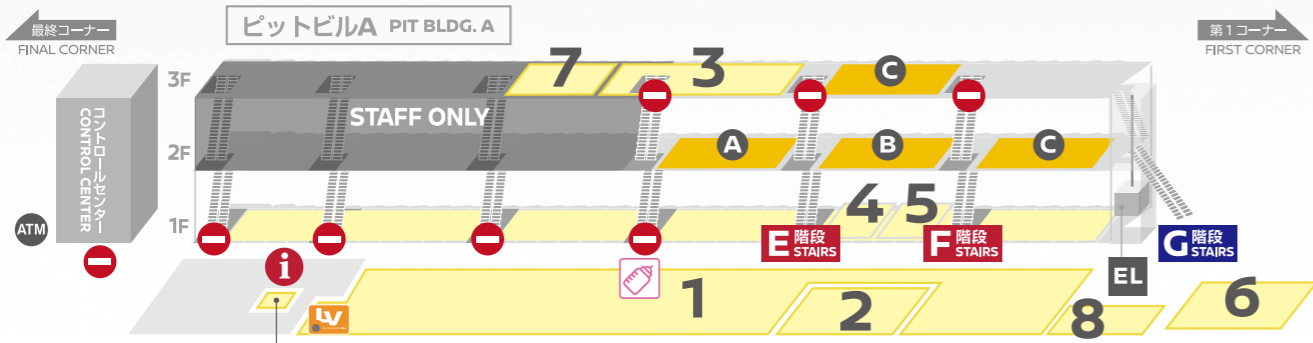 最終コーナー
FINAL CORNER
ピットビルA PIT BLDG. A
第1コーナー
FIRST CORNER
コントロールセンター
CONTROL CENTER
ATM
3F
7
3
C
STAFF ONLY
2F
A
B
C
1F
4
5
E 階段 STAIRS
F 階段 STAIRS
G 階段 STAIRS
EL
i
LV
1
2
8
6